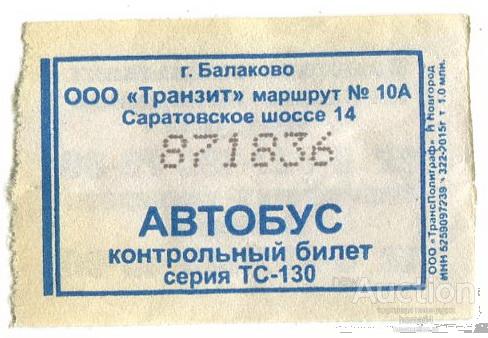 г. Балаково
ООО «Транзит» маршрут № 10А
Саратовское шоссе 14
871836
АВТОБУС
контрольный билет
серия ТС-130
ООО «ТрансПолиграф» Н Новгород
ИНН 5259097239 • 322-2015г т 1.0 млн.
Auction